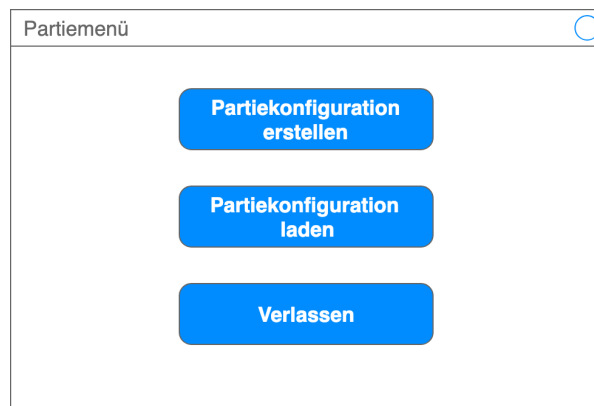 Partiemenü
Partiekonfiguration
erstellen
Partiekonfiguration
laden
Verlassen